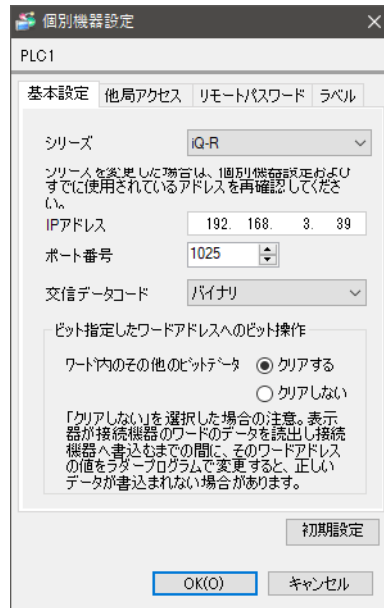 個別機器設定
PLC1
基本設定 他局アクセス リモートパスワード ラベル
シリーズ iQ-R
シリーズを変更した場合は、個別機器設定および
すでに使用されているアドレスを再確認してくださ
い。
IPアドレス 192. 168. 3. 39
ポート番号 1025
交信データコード バイナリ
ビット指定したワードアドレスへのビット操作
ワード内のその他のビットデータ クリアする
クリアしない
「クリアしない」を選択した場合の注意。表示
器が接続機器のワードのデータを読出し接続
機器へ書込むまでの間に、そのワードアドレス
の値をラダープログラムで変更すると、正しい
データが書込まれない場合があります。
初期設定
OK(O) キャンセル